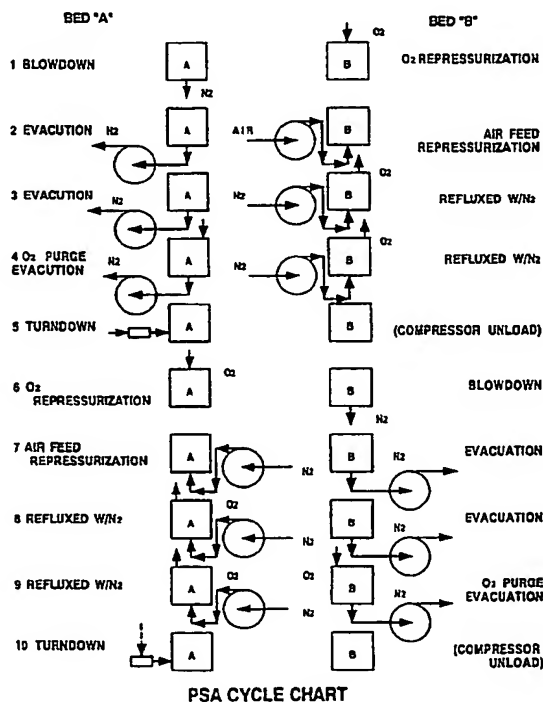 BED "A" BED "B"
O2
1 BLOWDOWN A B O2 REPRESSURIZATION
N2
2 EVACUTION N2 A AIR B AIR FEED
REPRESSURIZATION
O2
3 EVACUATION N2 A N2 B REFLUXED W/N2
O2
4 O2 PURGE
EVACUATION N2 A N2 B REFLUXED W/N2
5 TURNDOWN A B (COMPRESSOR UNLOAD)
O2
6 O2
REPRESSURIZATION A B BLOWDOWN
N2
7 AIR FEED
REPRESSURIZATION A N2 B N2 EVACUATION
8 REFLUXED W/N2 A O2 N2 B N2 EVACUATION
9 REFLUXED W/N2 A O2 N2 O2 B N2 O2 PURGE
EVACUATION
10 TURNDOWN A B (COMPRESSOR
UNLOAD)
PSA CYCLE CHART